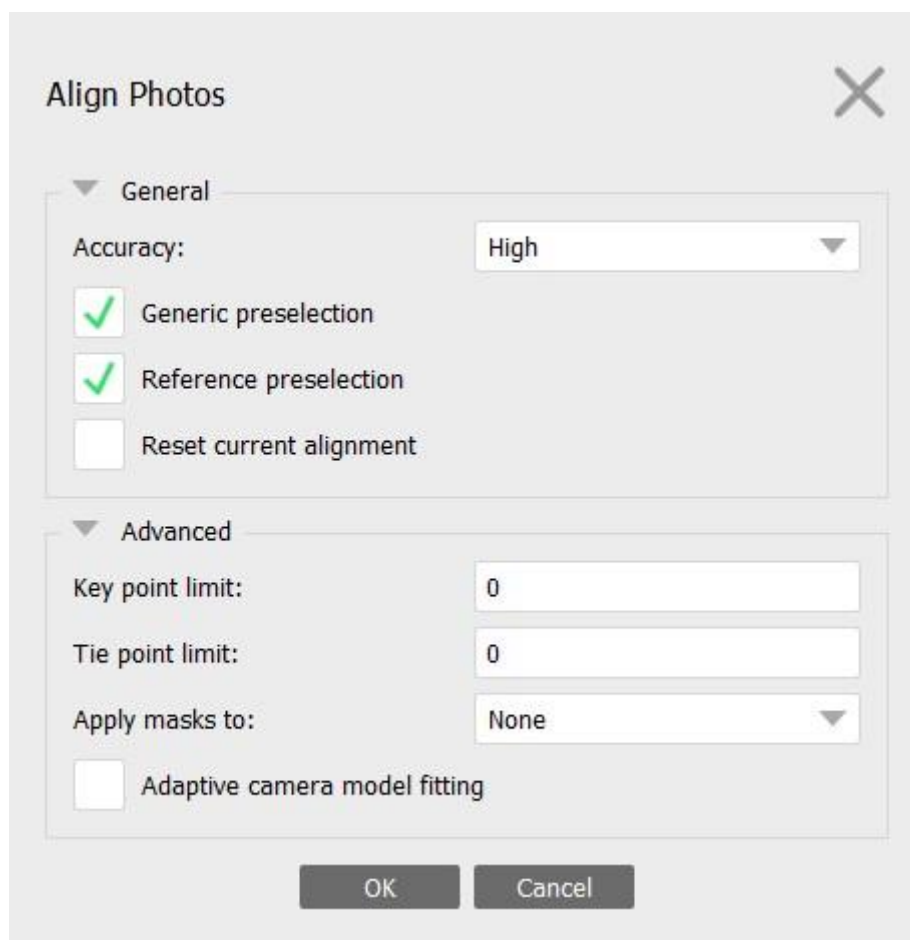 Align Photos
General
Accuracy: High
Generic preselection
Reference preselection
Reset current alignment
Advanced
Key point limit: 0
Tie point limit: 0
Apply masks to: None
Adaptive camera model fitting
OK Cancel